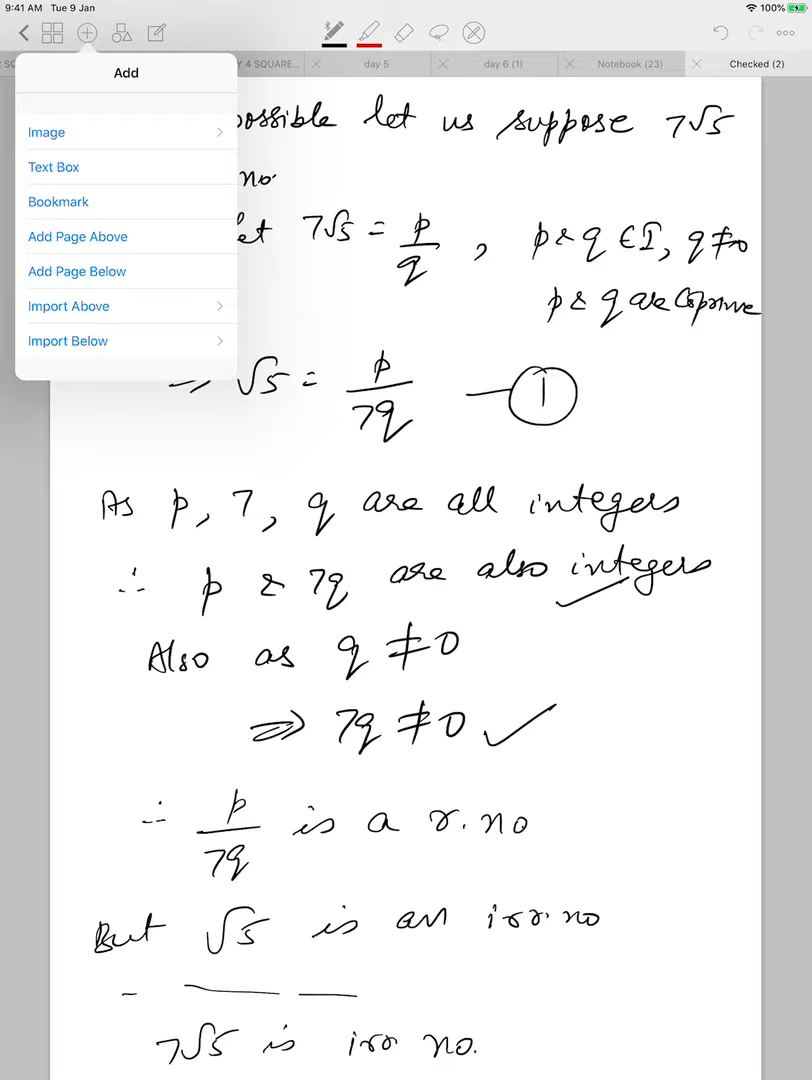 9:41 AM Tue 9 Jan 100%
Y 4 SQUARE... day 5 day 6 (1) Notebook (23) Checked (2)
Add
Image
Text Box
Bookmark
Add Page Above
Add Page Below
Import Above
Import Below
ossible let us suppose 7√5
no.
et 7√5 = p/q , p & q ∈ I, q ≠ 0
p & q are Coprime
=> √5 = p/7q — 1
As p, 7, q are all integers
∴ p & 7q are also integers ✓
Also as q ≠ 0
=> 7q ≠ 0 ✓
∴ p/7q is a r. no
But √5 is an irr. no
7√5 is irr no.